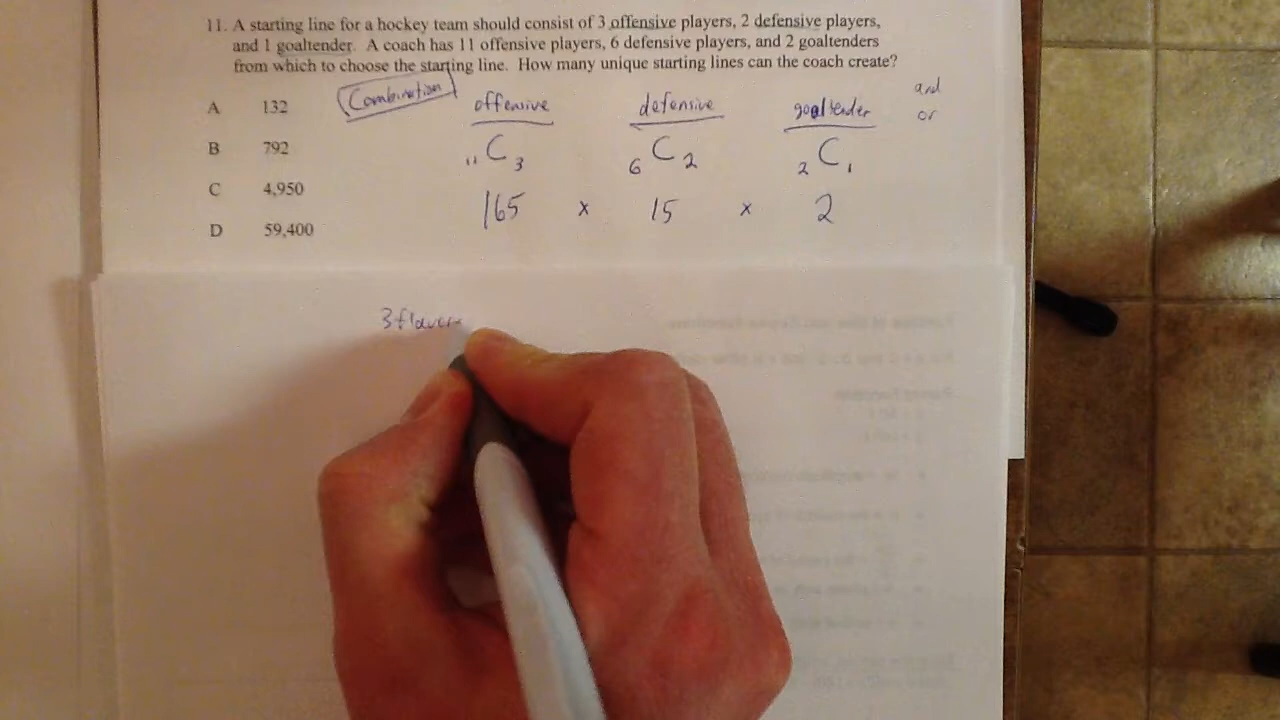 11. A starting line for a hockey team should consist of 3 offensive players, 2 defensive players,
and 1 goaltender. A coach has 11 offensive players, 6 defensive players, and 2 goaltenders
from which to choose the starting line. How many unique starting lines can the coach create?
A 132
B 792
C 4,950
D 59,400
Combination
offensive defensive goaltender
and
or
11C3 6C2 2C1
165 x 15 x 2
3 flavors